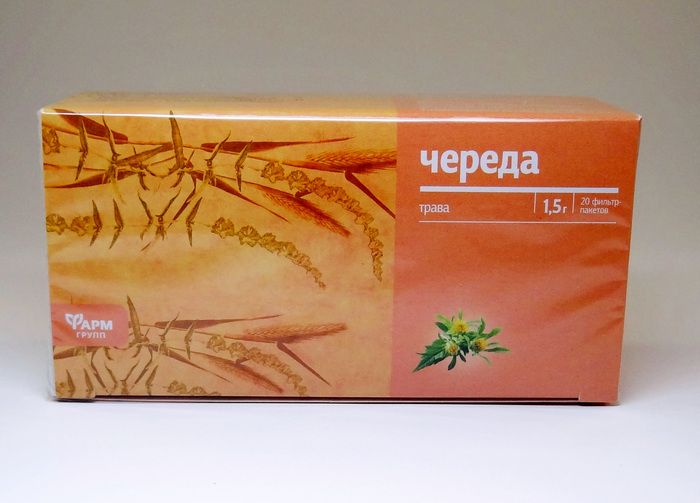 череда
трава
1,5 г
20 фильтр-
пакетов
ФАРМ
ГРУПП